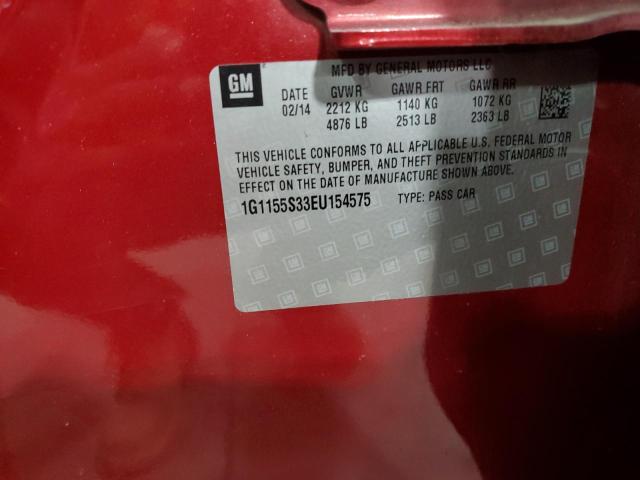 GM
MFD BY GENERAL MOTORS LLC
DATE GVWR GAWR FRT GAWR RR
02/14 2212 KG 1140 KG 1072 KG
4876 LB 2513 LB 2363 LB
THIS VEHICLE CONFORMS TO ALL APPLICABLE U.S. FEDERAL MOTOR
VEHICLE SAFETY, BUMPER, AND THEFT PREVENTION STANDARDS IN
EFFECT ON THE DATE OF MANUFACTURE SHOWN ABOVE.
1G1155S33EU154575 TYPE: PASS CAR